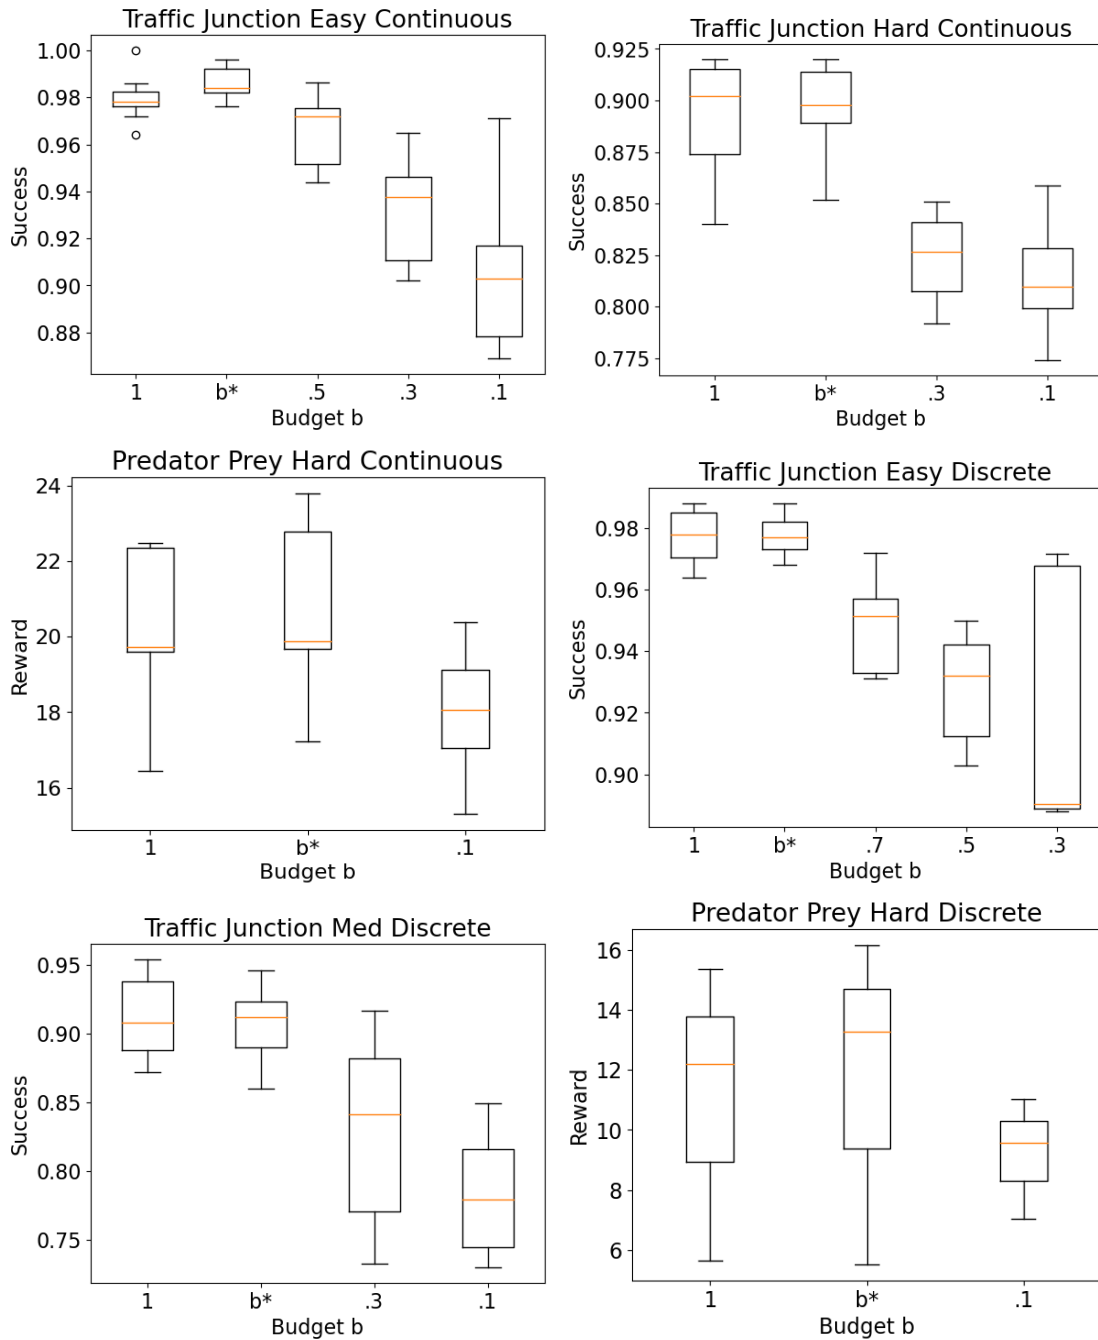 Traffic Junction Easy Continuous
1.00
0.98
0.96
0.94
0.92
0.90
0.88
Success
1 b* .5 .3 .1
Budget b
Traffic Junction Hard Continuous
0.925
0.900
0.875
0.850
0.825
0.800
0.775
Success
1 b* .3 .1
Budget b
Predator Prey Hard Continuous
24
22
20
18
16
Reward
1 b* .1
Budget b
Traffic Junction Easy Discrete
0.98
0.96
0.94
0.92
0.90
Success
1 b* .7 .5 .3
Budget b
Traffic Junction Med Discrete
0.95
0.90
0.85
0.80
0.75
Success
1 b* .3 .1
Budget b
Predator Prey Hard Discrete
16
14
12
10
8
6
Reward
1 b* .1
Budget b